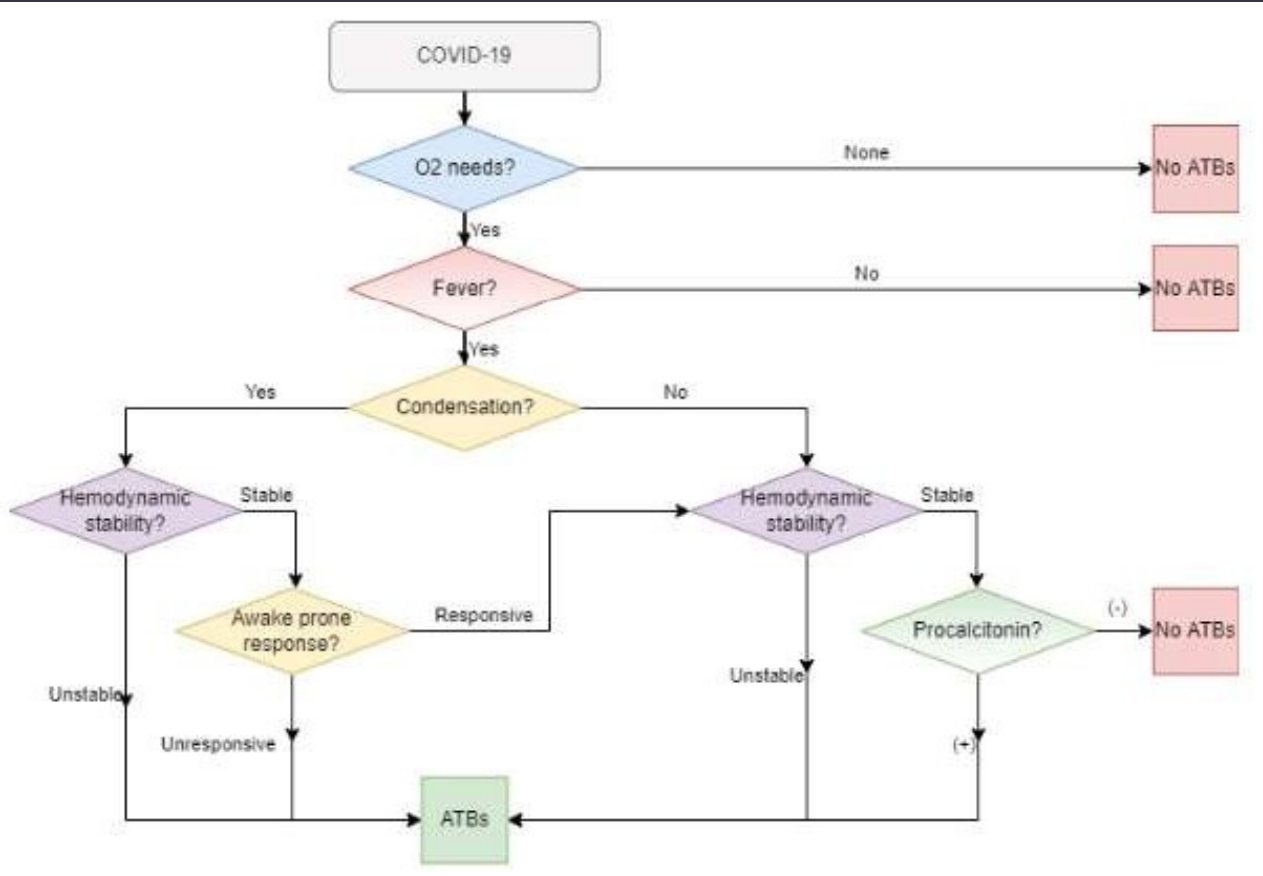 COVID-19
O2 needs?
None
No ATBs
Yes
Fever?
No
No ATBs
Yes
Condensation?
Yes
No
Hemodynamic
stability?
Stable
Hemodynamic
stability?
Stable
Awake prone
response?
Responsive
Procalcitonin?
(-)
No ATBs
Unstable
Unstable
Unresponsive
(+)
ATBs